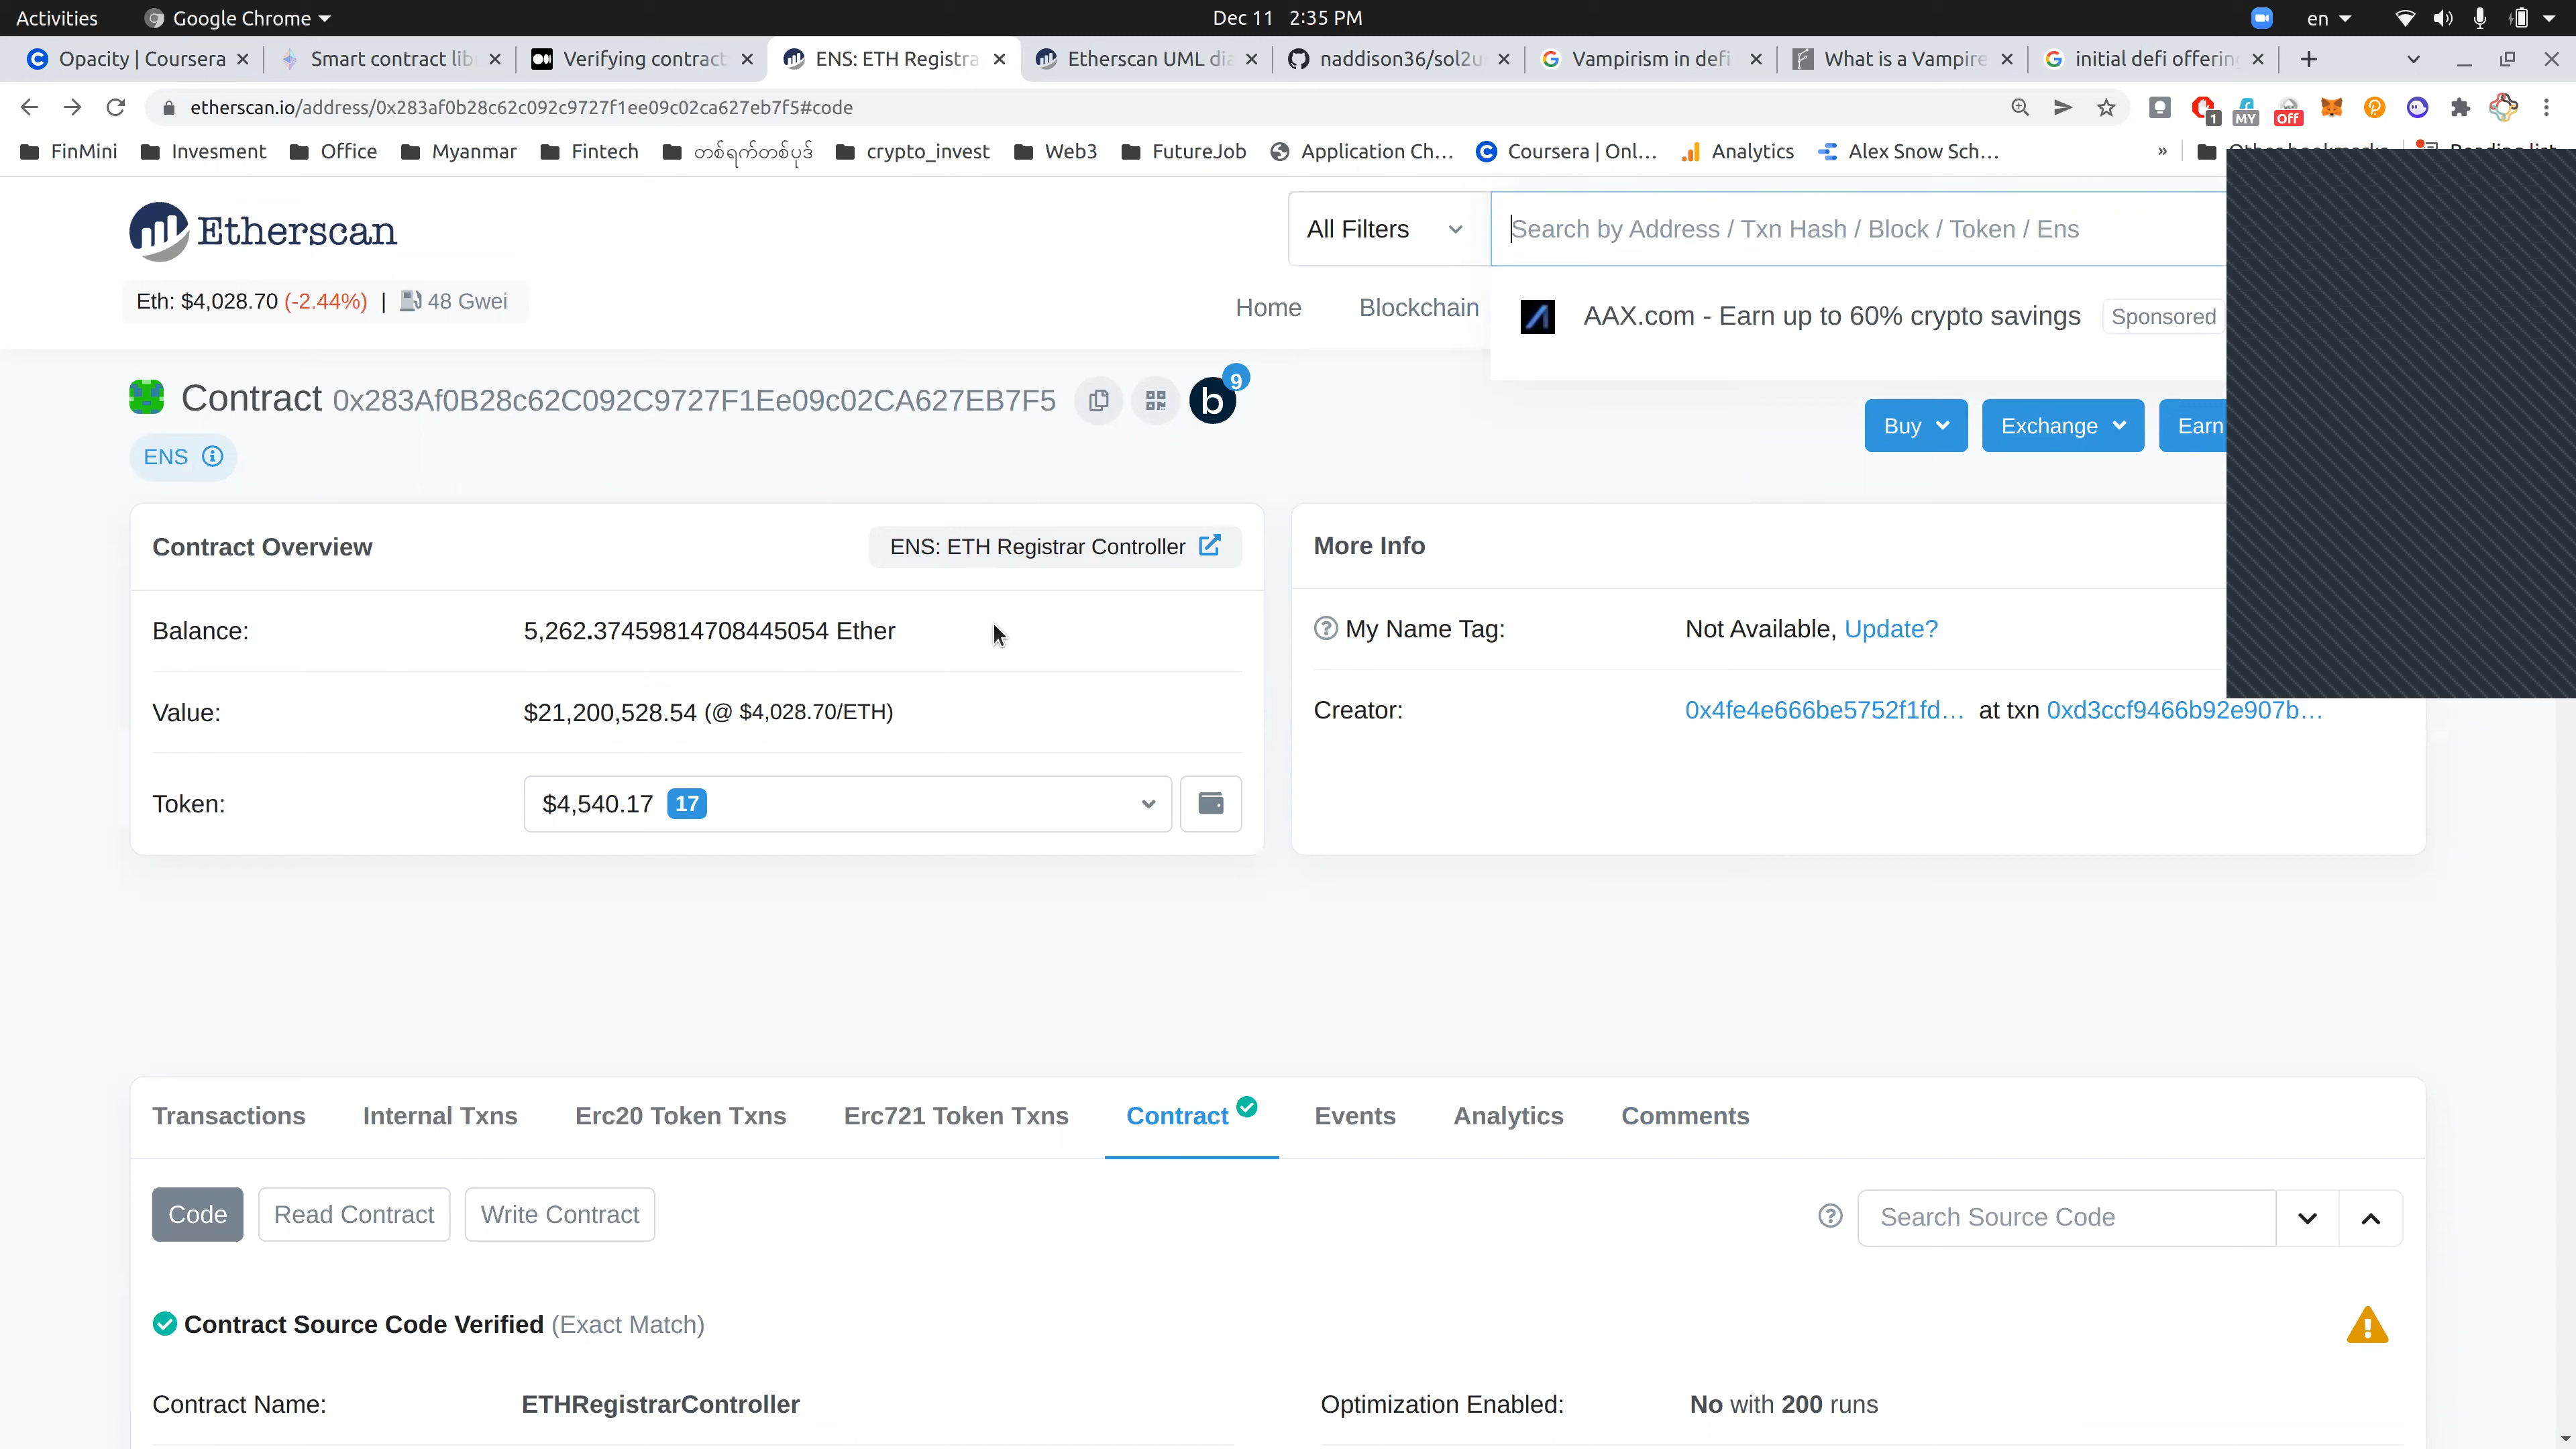 Activities Google Chrome Dec 11 2:35 PM en
Opacity | Coursera Smart contract lib Verifying contract ENS: ETH Registra Etherscan UML dia naddison36/sol2u Vampirism in defi What is a Vampire initial defi offering
etherscan.io/address/0x283af0b28c62c092c9727f1ee09c02ca627eb7f5#code 1 MY Off
FinMini Invesment Office Myanmar Fintech တစ်ရက်တစ်ပုဒ် crypto_invest Web3 FutureJob Application Ch... Coursera | Onl... Analytics Alex Snow Sch... »
Etherscan
All Filters Search by Address / Txn Hash / Block / Token / Ens
Eth: $4,028.70 (-2.44%) | 48 Gwei
Home Blockchain
AAX.com - Earn up to 60% crypto savings Sponsored
Contract 0x283Af0B28c62C092C9727F1Ee09c02CA627EB7F5 b 9
Buy Exchange Earn
ENS
Contract Overview ENS: ETH Registrar Controller
Balance: 5,262.37459814708445054 Ether
Value: $21,200,528.54 (@ $4,028.70/ETH)
Token: $4,540.17 17
More Info
My Name Tag: Not Available, Update?
Creator: 0x4fe4e666be5752f1fd... at txn 0xd3ccf9466b92e907b...
Transactions Internal Txns Erc20 Token Txns Erc721 Token Txns Contract Events Analytics Comments
Code Read Contract Write Contract Search Source Code
Contract Source Code Verified (Exact Match)
Contract Name: ETHRegistrarController
Optimization Enabled: No with 200 runs